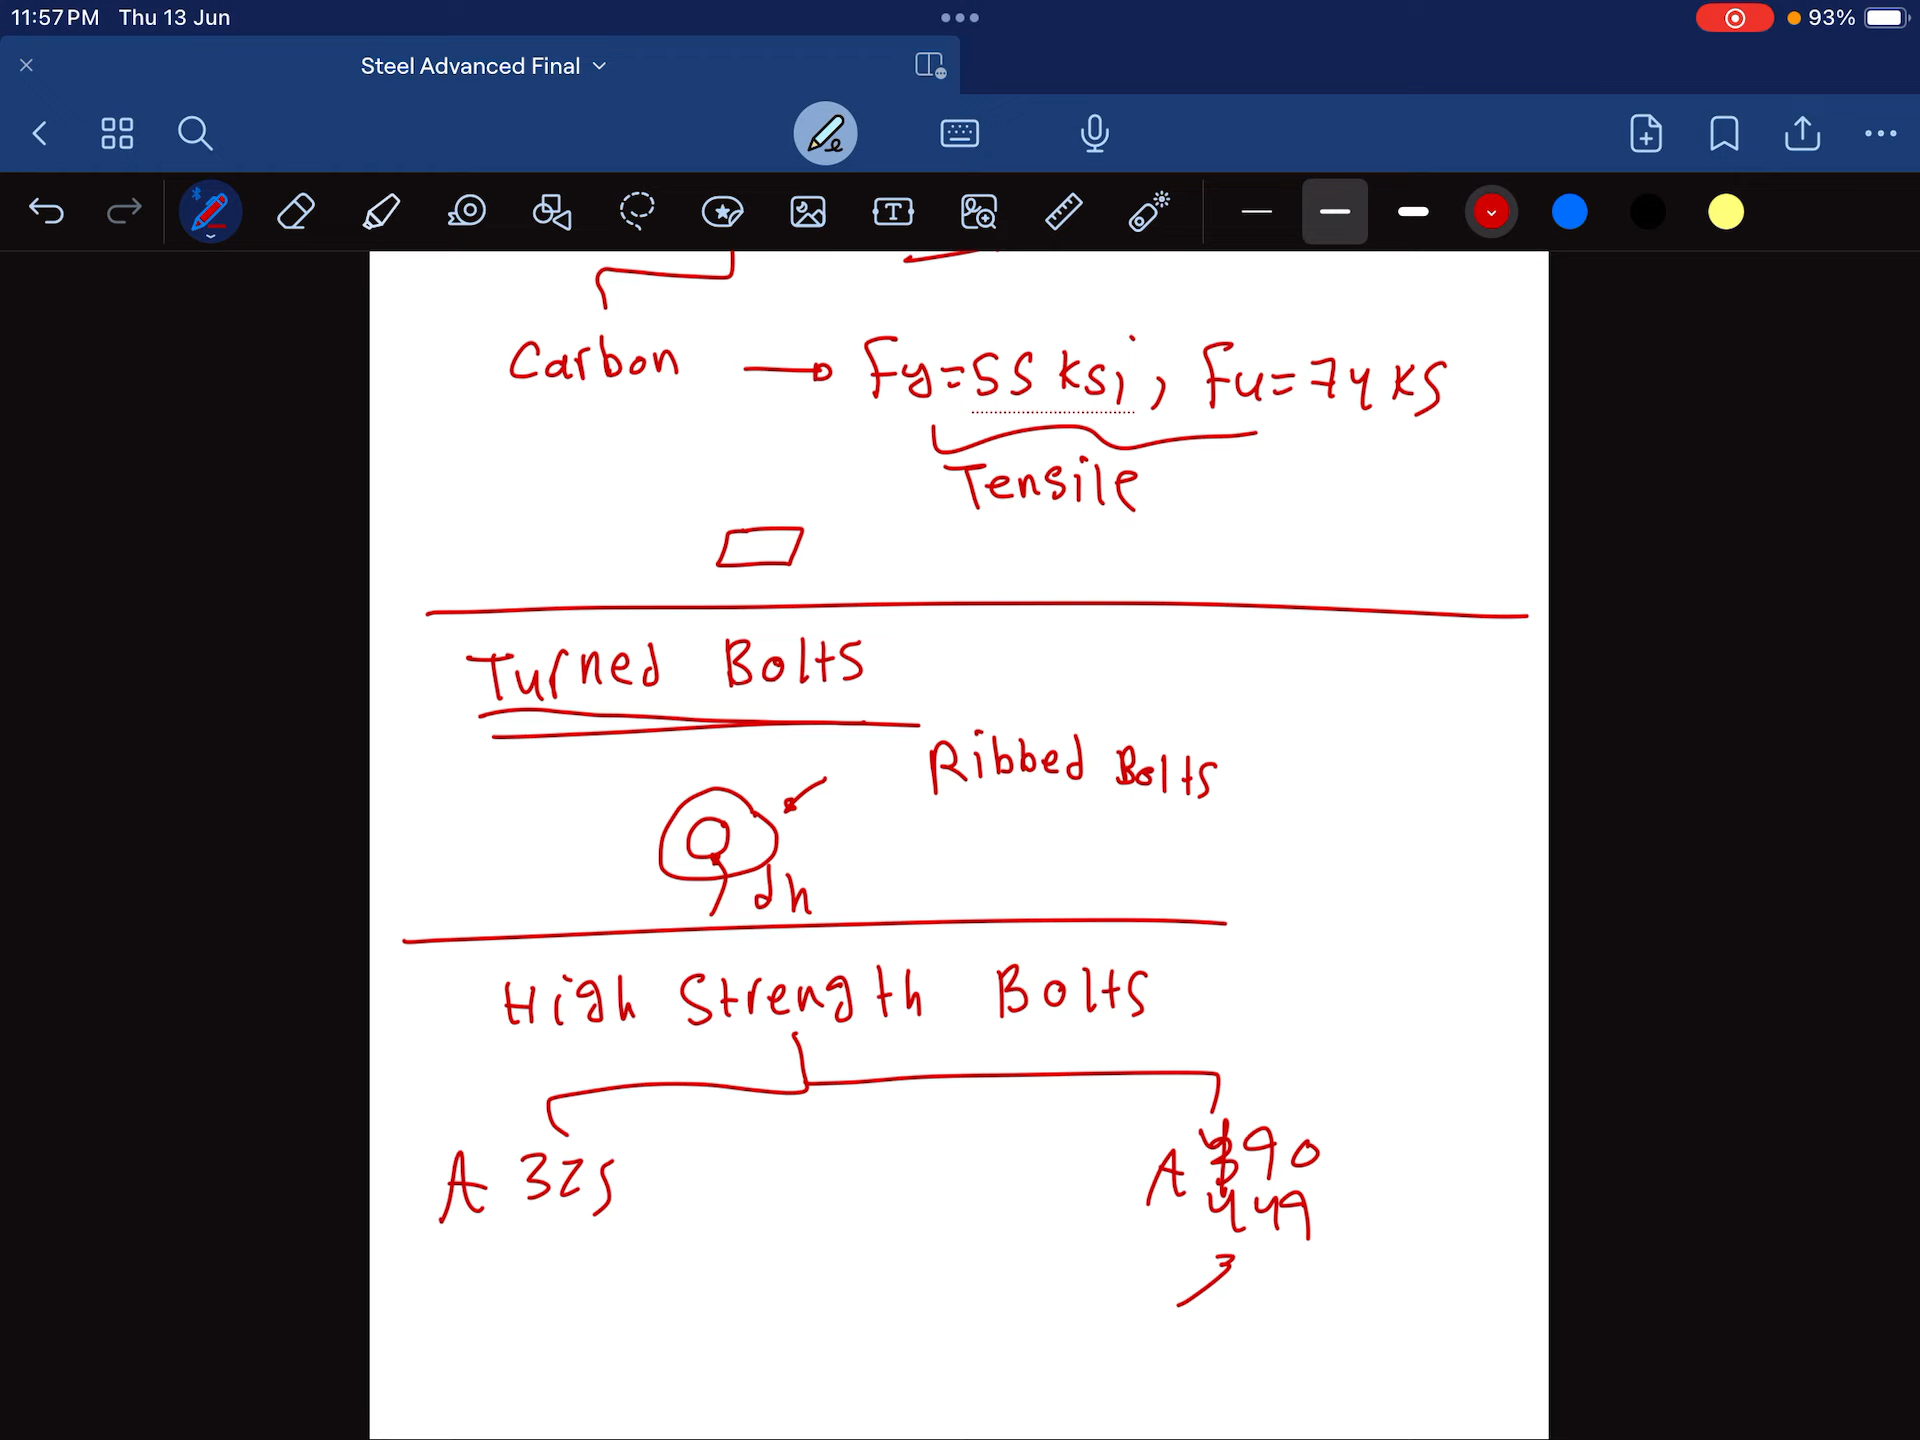 11:57 PM Thu 13 Jun
93%
Steel Advanced Final
Carbon → Fy=55 ksi, Fu=74 ks
Tensile
Turned Bolts
Ribbed Bolts
dh
High Strength Bolts
A 325
A 490
449